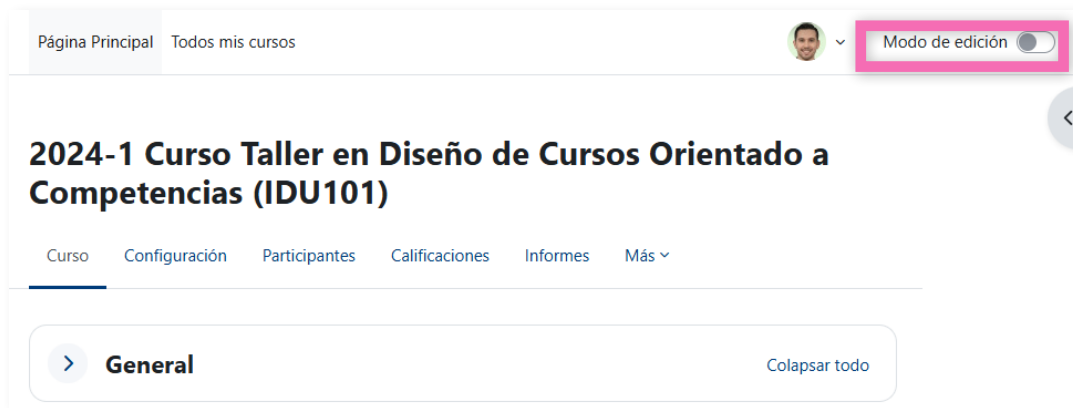 Página Principal Todos mis cursos Modo de edición
2024-1 Curso Taller en Diseño de Cursos Orientado a
Competencias (IDU101)
Curso Configuración Participantes Calificaciones Informes Más
General Colapsar todo